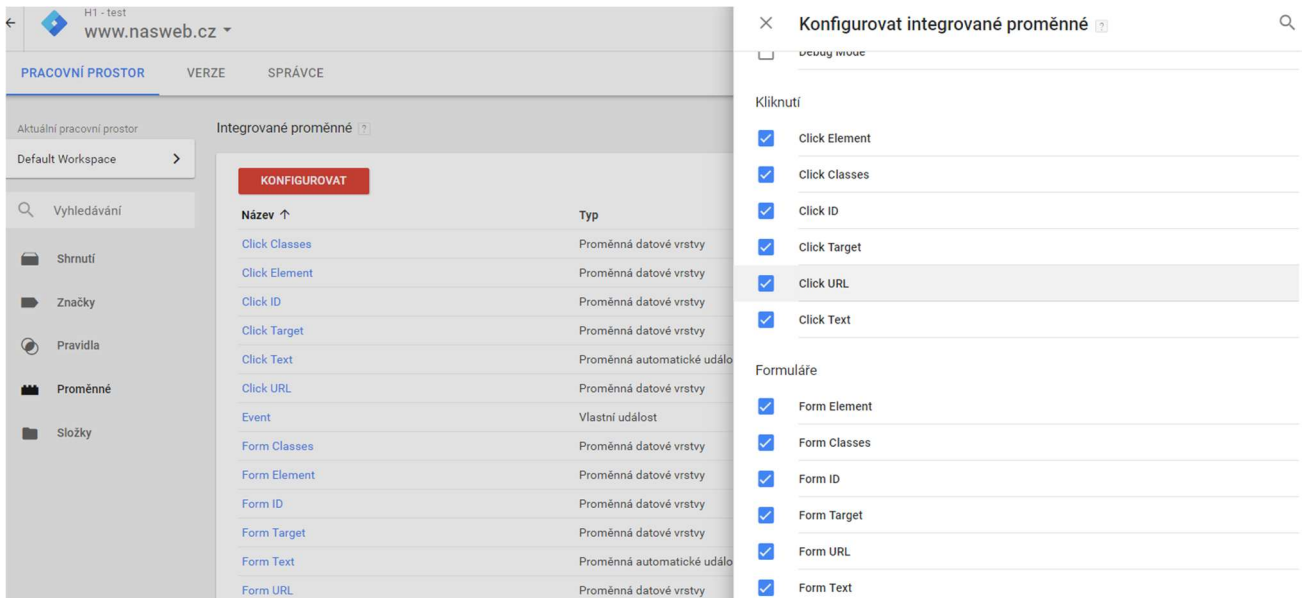 H1 - test
www.nasweb.cz
PRACOVNÍ PROSTOR VERZE SPRÁVCE
Aktuální pracovní prostor
Default Workspace
Vyhledávání
Shrnutí
Značky
Pravidla
Proměnné
Složky
Integrované proměnné ?
KONFIGUROVAT
Název Typ
Click Classes Proměnná datové vrstvy
Click Element Proměnná datové vrstvy
Click ID Proměnná datové vrstvy
Click Target Proměnná datové vrstvy
Click Text Proměnná automatické událo
Click URL Proměnná datové vrstvy
Event Vlastní událost
Form Classes Proměnná datové vrstvy
Form Element Proměnná datové vrstvy
Form ID Proměnná datové vrstvy
Form Target Proměnná datové vrstvy
Form Text Proměnná automatické událo
Form URL Proměnná datové vrstvy
Konfigurovat integrované proměnné ?
Debug Mode
Kliknutí
Click Element
Click Classes
Click ID
Click Target
Click URL
Click Text
Formuláře
Form Element
Form Classes
Form ID
Form Target
Form URL
Form Text